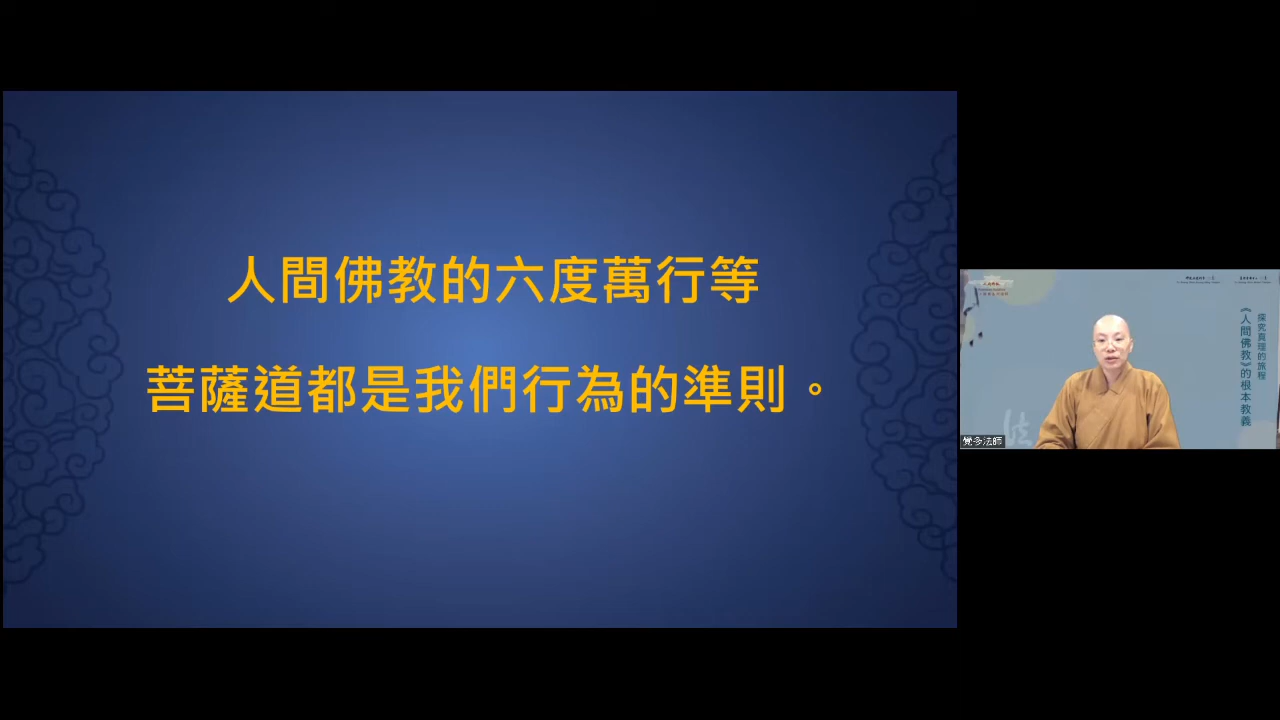 人間佛教的六度萬行等
菩薩道都是我們行為的準則。
探究真理的旅程
《人間佛教》的根本教義
法
覺多法師